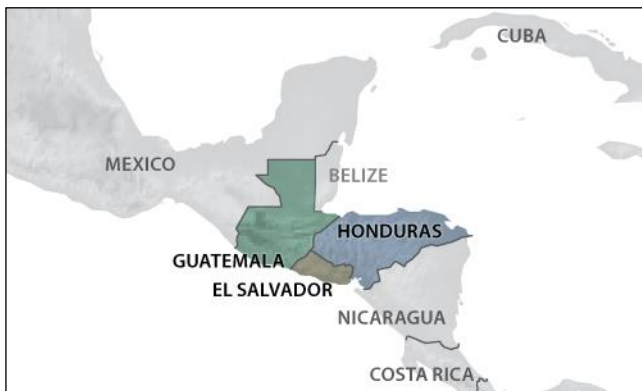 CUBA
MEXICO
BELIZE
HONDURAS
GUATEMALA
EL SALVADOR
NICARAGUA
COSTA RICA